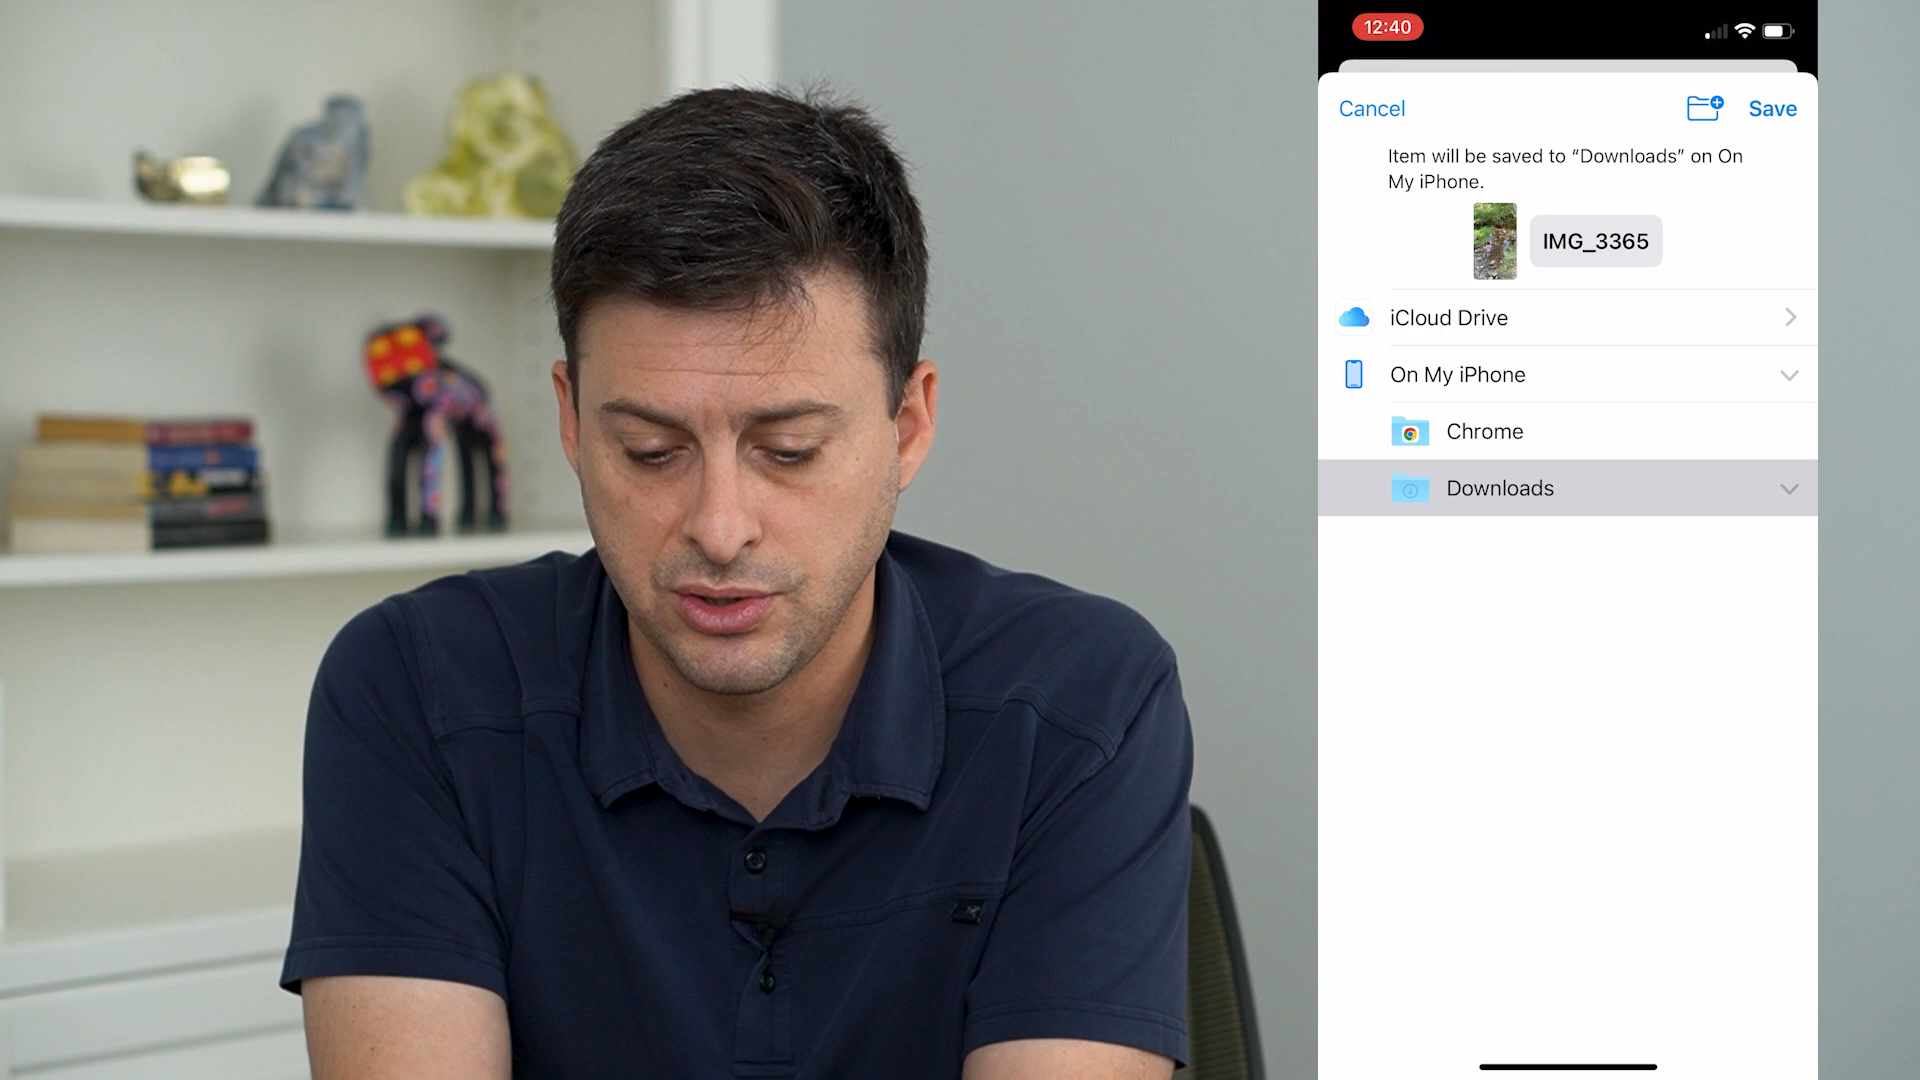 12:40
Cancel
Save
Item will be saved to “Downloads” on On
My iPhone.
IMG_3365
iCloud Drive
On My iPhone
Chrome
Downloads